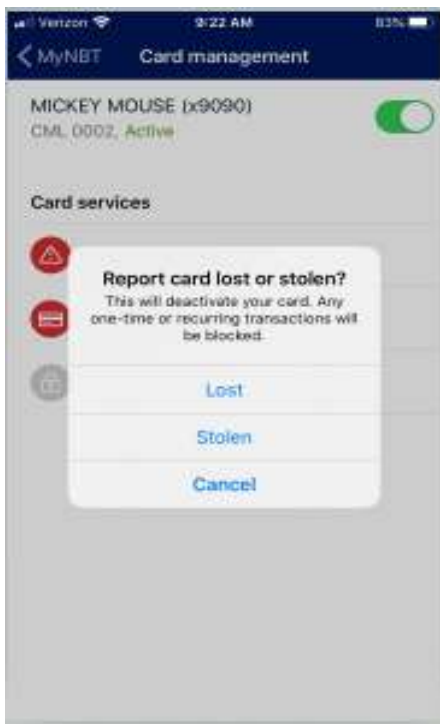 Verizon 9:22 AM 83%
MyNBT Card management
MICKEY MOUSE (x9090)
CML 0002, Active
Card services
Report card lost or stolen?
This will deactivate your card. Any
one-time or recurring transactions will
be blocked.
Lost
Stolen
Cancel